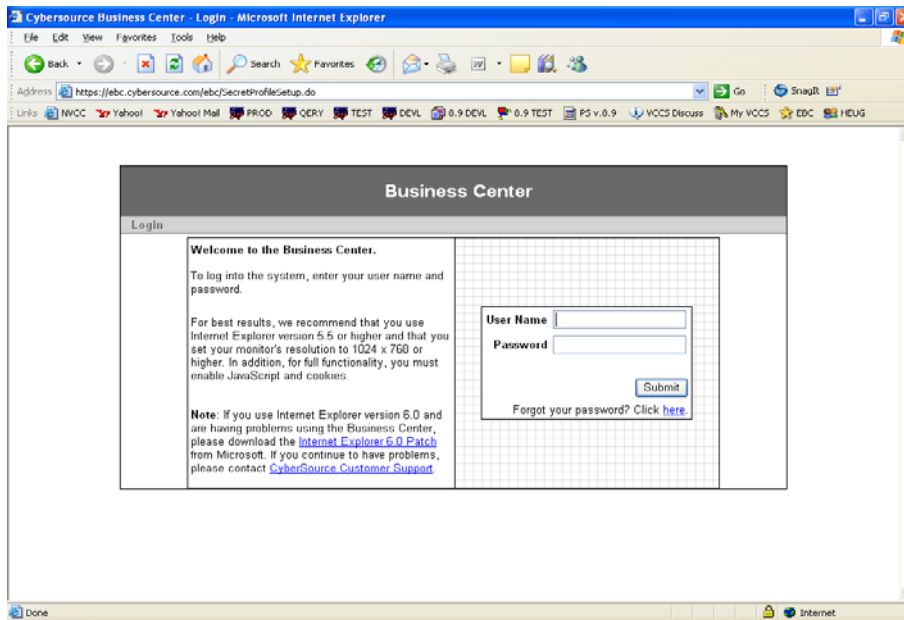 Cybersource Business Center - Login - Microsoft Internet Explorer
File Edit View Favorites Tools Help
Back Search Favorites
Address https://ebc.cybersource.com/ebc/SecretProfileSetup.do Go SnagIt
Links NVCC Yahoo! Yahoo! Mail PROD QERY TEST DEVL 8.9 DEVL 8.9 TEST PS v.8.9 VCCS Discuss My VCCS EBC HEUG
Business Center
Login
Welcome to the Business Center.
To log into the system, enter your user name and
password.
For best results, we recommend that you use
Internet Explorer version 5.5 or higher and that you
set your monitor's resolution to 1024 x 768 or
higher. In addition, for full functionality, you must
enable JavaScript and cookies.
Note: If you use Internet Explorer version 6.0 and
are having problems using the Business Center,
please download the Internet Explorer 6.0 Patch
from Microsoft. If you continue to have problems,
please contact CyberSource Customer Support.
User Name
Password
Submit
Forgot your password? Click here.
Done Internet